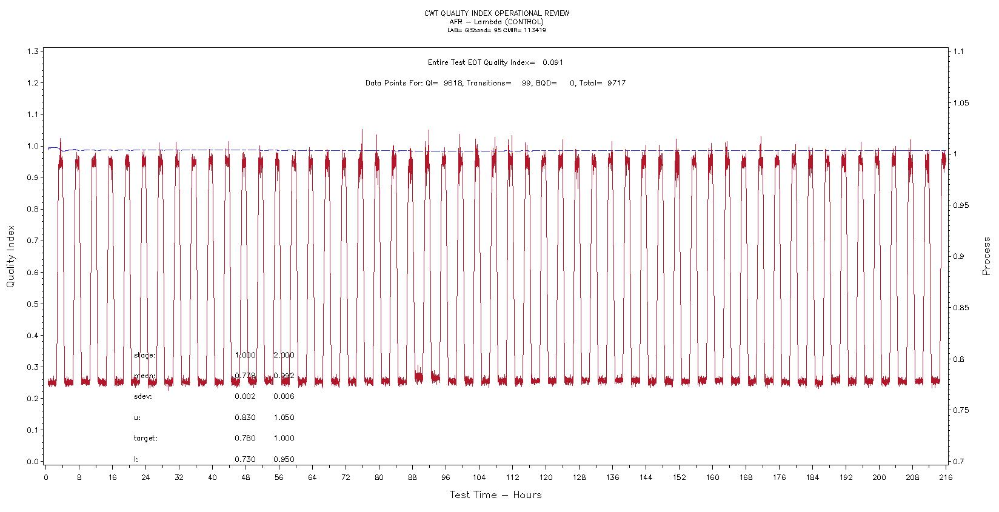 CWT QUALITY INDEX OPERATIONAL REVIEW
AFR − Lambda (CONTROL)
LAB= G Stand= 95 CMIR= 113419
Entire Test EOT Quality Index= 0.091
Data Points For: QI= 9618, Transitions= 99, BQD= 0, Total= 9717
1.3
1.2
1.1
1.0
0.9
0.8
0.7
0.6
0.5
0.4
0.3
0.2
0.1
0.0
Quality Index
1.1
1.05
1
0.95
0.9
0.85
0.8
0.75
0.7
Process
stage: 1.000 2.000
mean: 0.778 0.992
sdev: 0.002 0.006
u: 0.830 1.050
target: 0.780 1.000
l: 0.730 0.950
0 8 16 24 32 40 48 56 64 72 80 88 96 104 112 120 128 136 144 152 160 168 176 184 192 200 208 216
Test Time − Hours